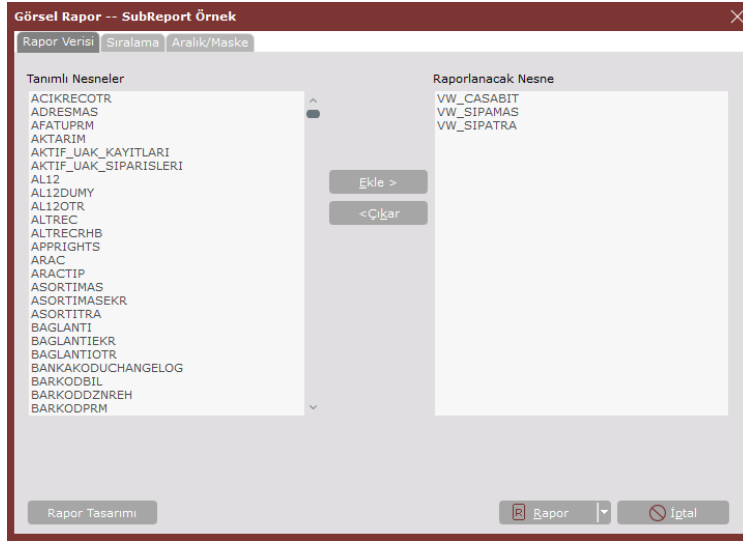 Görsel Rapor -- SubReport Örnek
Rapor Verisi Sıralama Aralık/Maske
Tanımlı Nesneler
ACIKRECOTR
ADRESMAS
AFATUPRM
AKTARIM
AKTIF_UAK_KAYITLARI
AKTIF_UAK_SIPARISLERI
AL12
AL12DUMY
AL12OTR
ALTREC
ALTRECRHB
APPRIGHTS
ARAC
ARACTIP
ASORTIMAS
ASORTIMASEKR
ASORTITRA
BAGLANTI
BAGLANTIEKR
BAGLANTIOTR
BANKAKODUCHANGELOG
BARKODBIL
BARKODDZNREH
BARKODPRM
Ekle >
<Çıkar
Raporlanacak Nesne
VW_CASABIT
VW_SIPAMAS
VW_SIPATRA
Rapor Tasarımı
R Rapor
İptal